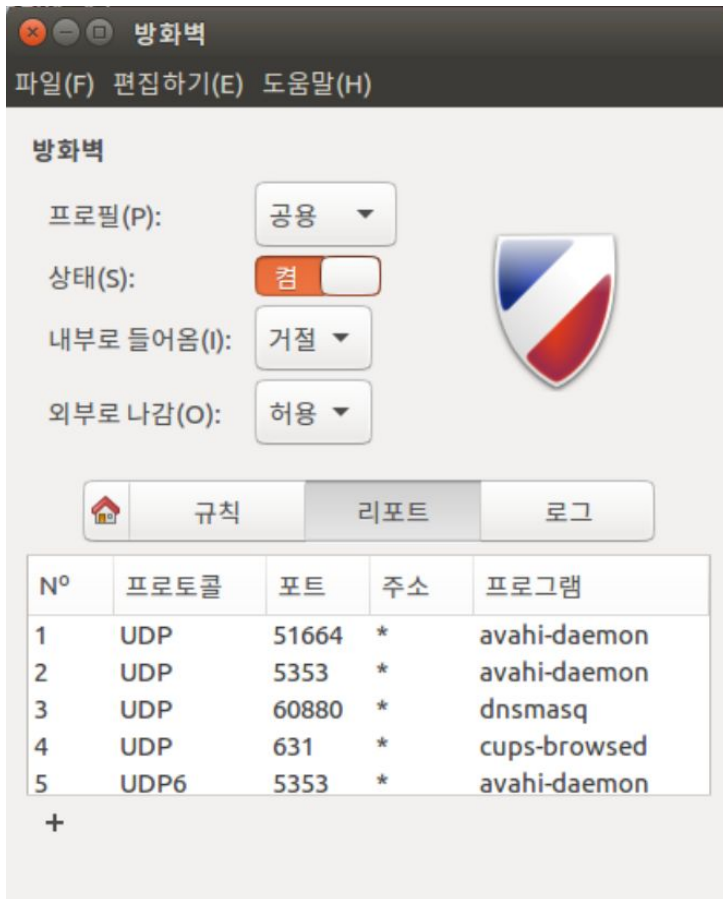 방화벽
파일(F) 편집하기(E) 도움말(H)
방화벽
프로필(P): 공용
상태(S): 켬
내부로 들어옴(I): 거절
외부로 나감(O): 허용
규칙 리포트 로그
Nº 프로토콜 포트 주소 프로그램
1 UDP 51664 * avahi-daemon
2 UDP 5353 * avahi-daemon
3 UDP 60880 * dnsmasq
4 UDP 631 * cups-browsed
5 UDP6 5353 * avahi-daemon
+